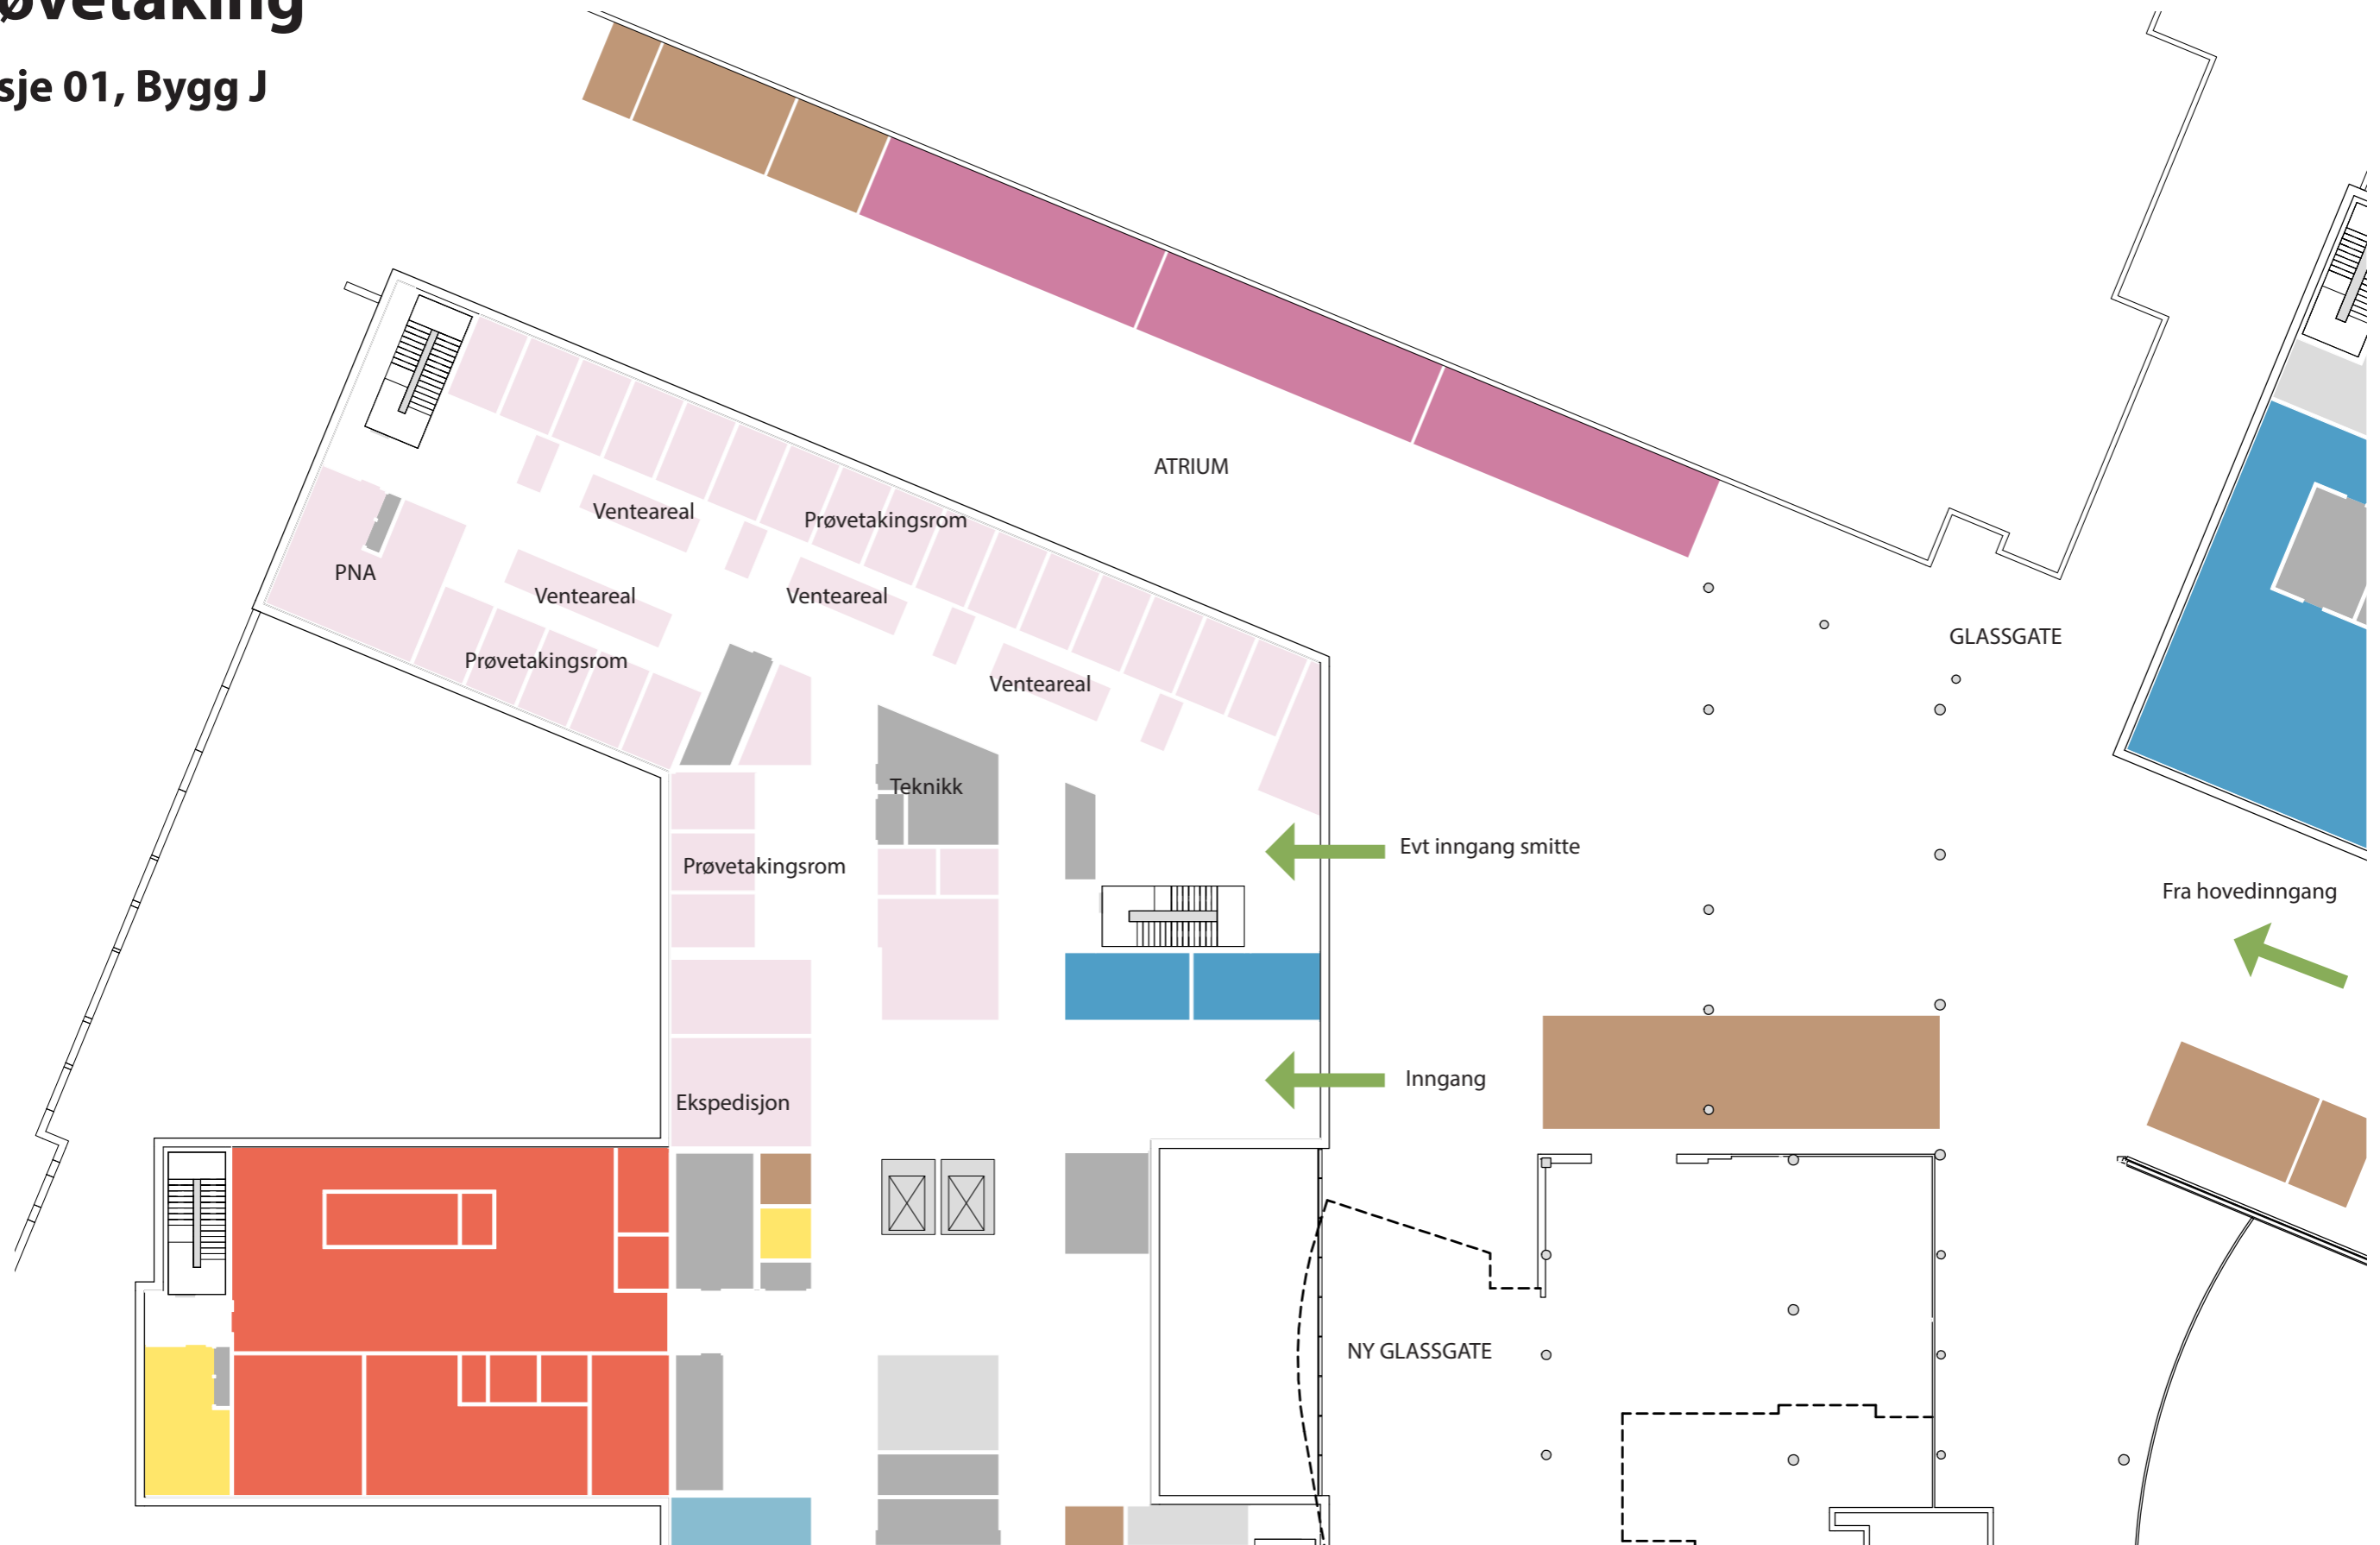 øvetaking
sje 01, Bygg J
ATRIUM
Venteareal
Prøvetakingsrom
PNA
Venteareal
Venteareal
GLASSGATE
Prøvetakingsrom
Venteareal
Teknikk
Evt inngang smitte
Prøvetakingsrom
Fra hovedinngang
Inngang
Ekspedisjon
NY GLASSGATE